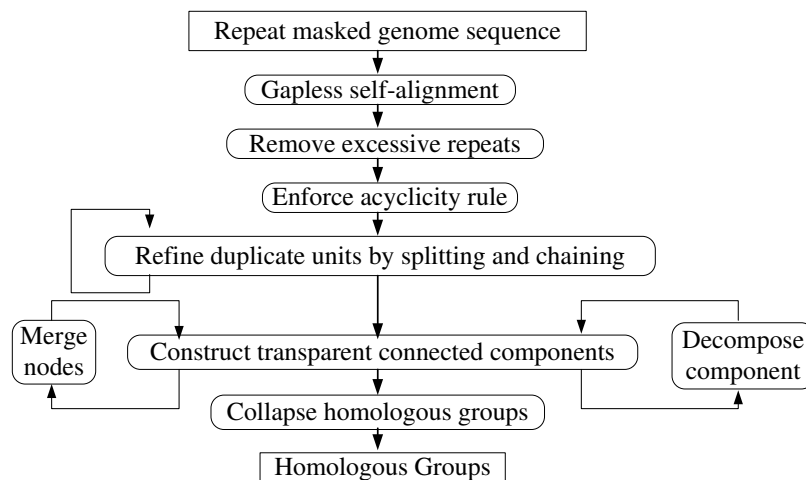 Repeat masked genome sequence
Gapless self-alignment
Remove excessive repeats
Enforce acyclicity rule
Refine duplicate units by splitting and chaining
Merge
nodes
Construct transparent connected components
Decompose
component
Collapse homologous groups
Homologous Groups